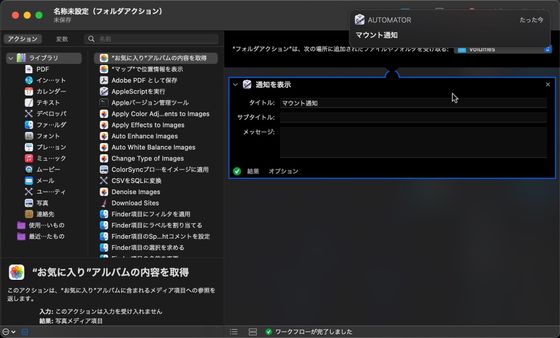 名称未設定（フォルダアクション）
未保存
AUTOMATOR
たった今
マウント通知
アクション
変数
名前
"フォルダアクション"は、次の場所に追加されたファイルやフォルダを受け取る:
Volumes
ライブラリ
PDF
イン···ット
カレンダー
テキスト
デベロッパ
ファ···ルダ
フォント
プレ···ョン
ミュ···ック
ムービー
メール
ユー···ティ
写真
連絡先
使用···いもの
最近···たもの
"お気に入り"アルバムの内容を取得
"マップ"で位置情報を表示
Adobe PDF として保存
AppleScriptを実行
Appleバージョン管理ツール
Apply Color Adj...ents to Images
Apply Effects to Images
Auto Enhance Images
Auto White Balance Images
Change Type of Images
ColorSyncプロ···をイメージに適用
CSVをSQLに変換
Denoise Images
Download Sites
Finder項目にフィルタを適用
Finder項目にラベルを割り当てる
Finder項目のSp...htコメントを設定
Finder項目の選択を求める
通知を表示
タイトル:
マウント通知
サブタイトル:
メッセージ:
結果
オプション
"お気に入り"アルバムの内容を取得
このアクションは、"お気に入り"アルバムに含まれるメディア項目への参照を
返します。
入力: このアクションは入力を受け入れません
結果: 写真メディア項目
ワークフローが完了しました